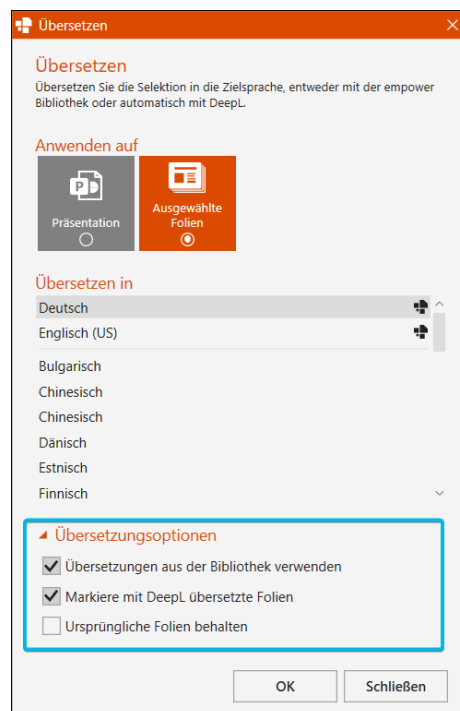 Übersetzen
Übersetzen
Übersetzen Sie die Selektion in die Zielsprache, entweder mit der empower
Bibliothek oder automatisch mit DeepL.
Anwenden auf
Präsentation
Ausgewählte
Folien
Übersetzen in
Deutsch
Englisch (US)
Bulgarisch
Chinesisch
Chinesisch
Dänisch
Estnisch
Finnisch
Übersetzungsoptionen
Übersetzungen aus der Bibliothek verwenden
Markiere mit DeepL übersetzte Folien
Ursprüngliche Folien behalten
OK
Schließen